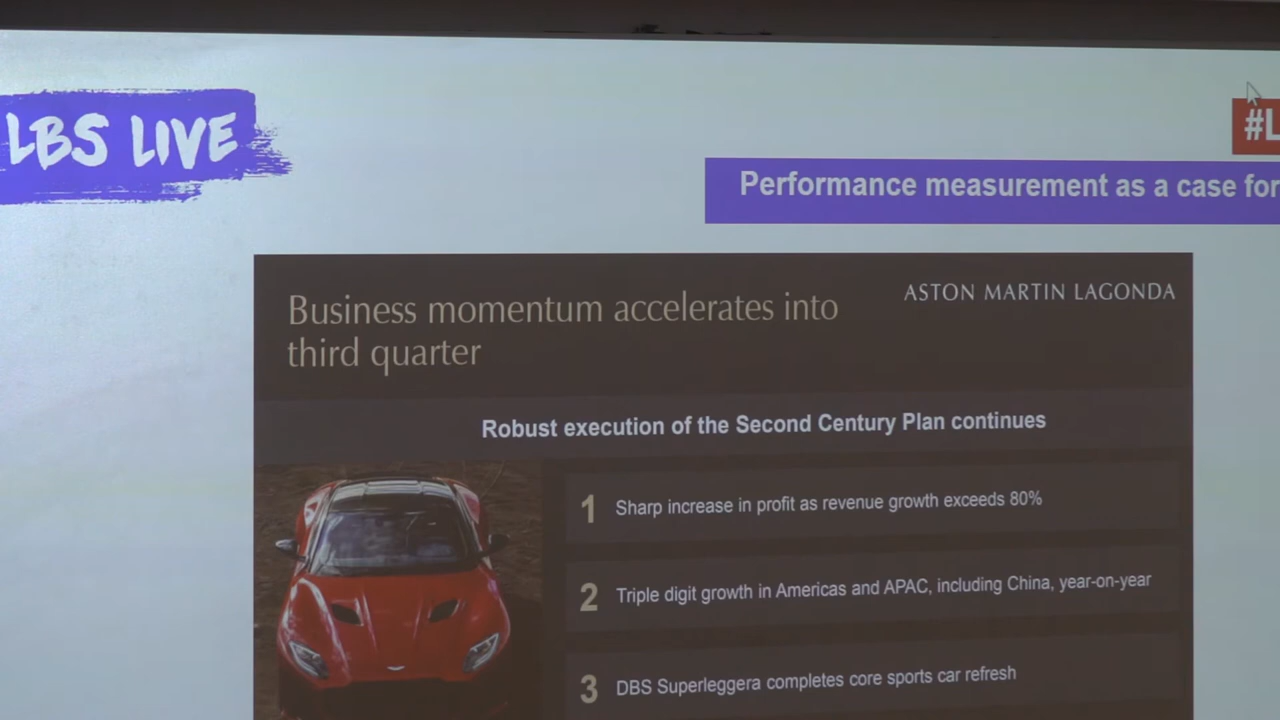 LBS LIVE
#L
Performance measurement as a case for
Business momentum accelerates into
third quarter
ASTON MARTIN LAGONDA
Robust execution of the Second Century Plan continues
1 Sharp increase in profit as revenue growth exceeds 80%
2 Triple digit growth in Americas and APAC, including China, year-on-year
3 DBS Superleggera completes core sports car refresh